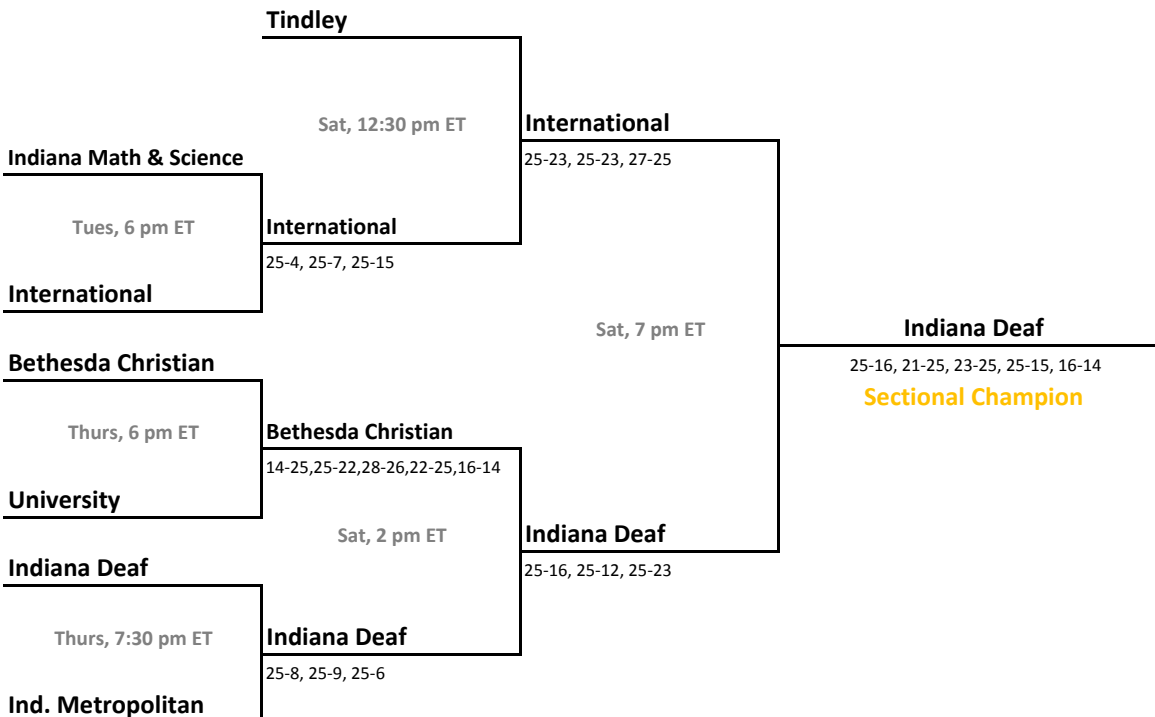 Tindley
Sat, 12:30 pm ET
International
Indiana Math & Science
25-23, 25-23, 27-25
Tues, 6 pm ET
International
25-4, 25-7, 25-15
International
Sat, 7 pm ET
Indiana Deaf
Bethesda Christian
25-16, 21-25, 23-25, 25-15, 16-14
Sectional Champion
Thurs, 6 pm ET
Bethesda Christian
14-25,25-22,28-26,22-25,16-14
University
Sat, 2 pm ET
Indiana Deaf
Indiana Deaf
25-16, 25-12, 25-23
Thurs, 7:30 pm ET
Indiana Deaf
25-8, 25-9, 25-6
Ind. Metropolitan